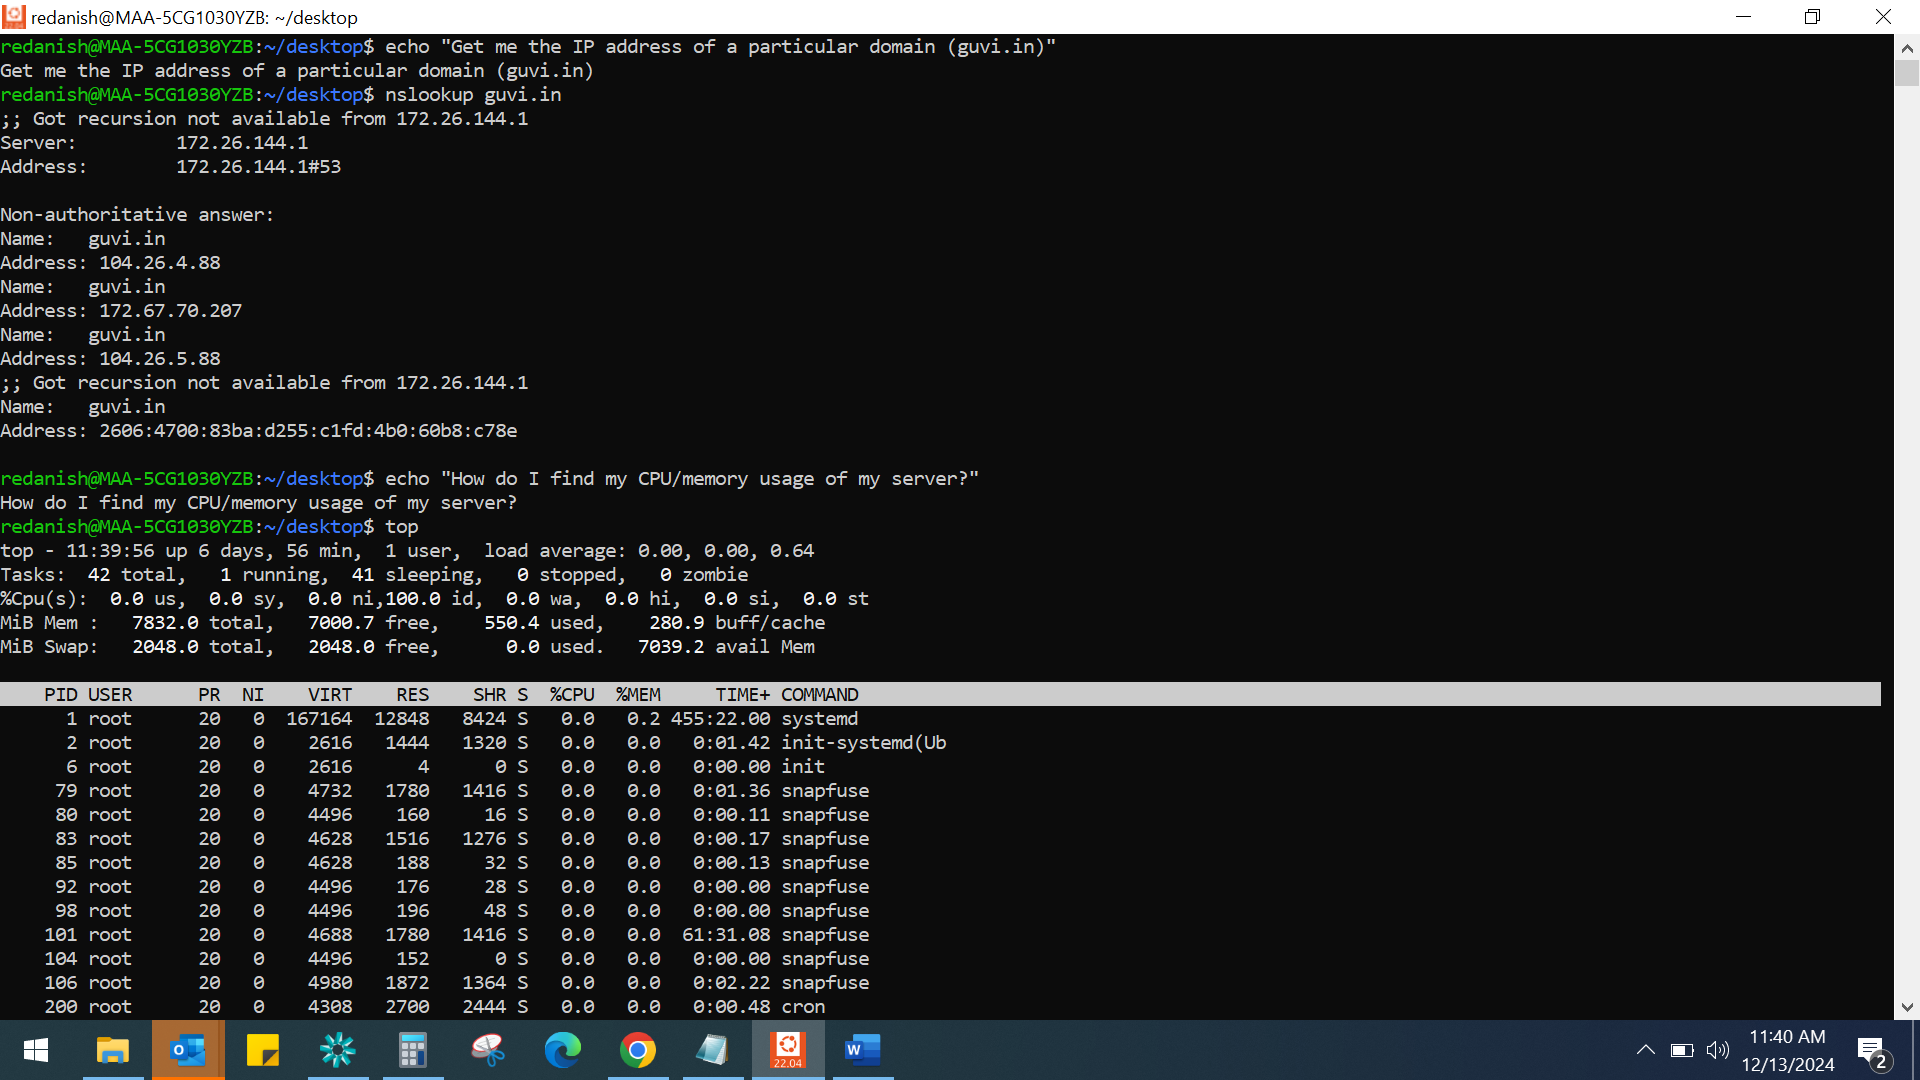 redanish@MAA-5CG1030YZB: ~/desktop
redanish@MAA-5CG1030YZB:~/desktop$ echo "Get me the IP address of a particular domain (guvi.in)"
Get me the IP address of a particular domain (guvi.in)
redanish@MAA-5CG1030YZB:~/desktop$ nslookup guvi.in
;; Got recursion not available from 172.26.144.1
Server:         172.26.144.1
Address:        172.26.144.1#53
Non-authoritative answer:
Name:   guvi.in
Address: 104.26.4.88
Name:   guvi.in
Address: 172.67.70.207
Name:   guvi.in
Address: 104.26.5.88
;; Got recursion not available from 172.26.144.1
Name:   guvi.in
Address: 2606:4700:83ba:d255:c1fd:4b0:60b8:c78e
redanish@MAA-5CG1030YZB:~/desktop$ echo "How do I find my CPU/memory usage of my server?"
How do I find my CPU/memory usage of my server?
redanish@MAA-5CG1030YZB:~/desktop$ top
top - 11:39:56 up 6 days, 56 min,  1 user,  load average: 0.00, 0.00, 0.64
Tasks:  42 total,   1 running,  41 sleeping,   0 stopped,   0 zombie
%Cpu(s):  0.0 us,  0.0 sy,  0.0 ni,100.0 id,  0.0 wa,  0.0 hi,  0.0 si,  0.0 st
MiB Mem :   7832.0 total,   7000.7 free,    550.4 used,    280.9 buff/cache
MiB Swap:   2048.0 total,   2048.0 free,      0.0 used.   7039.2 avail Mem
PID USER      PR  NI    VIRT    RES    SHR S  %CPU  %MEM     TIME+ COMMAND
1 root      20   0  167164  12848   8424 S   0.0   0.2 455:22.00 systemd
2 root      20   0    2616   1444   1320 S   0.0   0.0   0:01.42 init-systemd(Ub
6 root      20   0    2616      4      0 S   0.0   0.0   0:00.00 init
79 root      20   0    4732   1780   1416 S   0.0   0.0   0:01.36 snapfuse
80 root      20   0    4496    160     16 S   0.0   0.0   0:00.11 snapfuse
83 root      20   0    4628   1516   1276 S   0.0   0.0   0:00.17 snapfuse
85 root      20   0    4628    188     32 S   0.0   0.0   0:00.13 snapfuse
92 root      20   0    4496    176     28 S   0.0   0.0   0:00.00 snapfuse
98 root      20   0    4496    196     48 S   0.0   0.0   0:00.00 snapfuse
101 root      20   0    4688   1780   1416 S   0.0   0.0  61:31.08 snapfuse
104 root      20   0    4496    152      0 S   0.0   0.0   0:00.00 snapfuse
106 root      20   0    4980   1872   1364 S   0.0   0.0   0:02.22 snapfuse
200 root      20   0    4308   2700   2444 S   0.0   0.0   0:00.48 cron
22.04
11:40 AM
12/13/2024
2